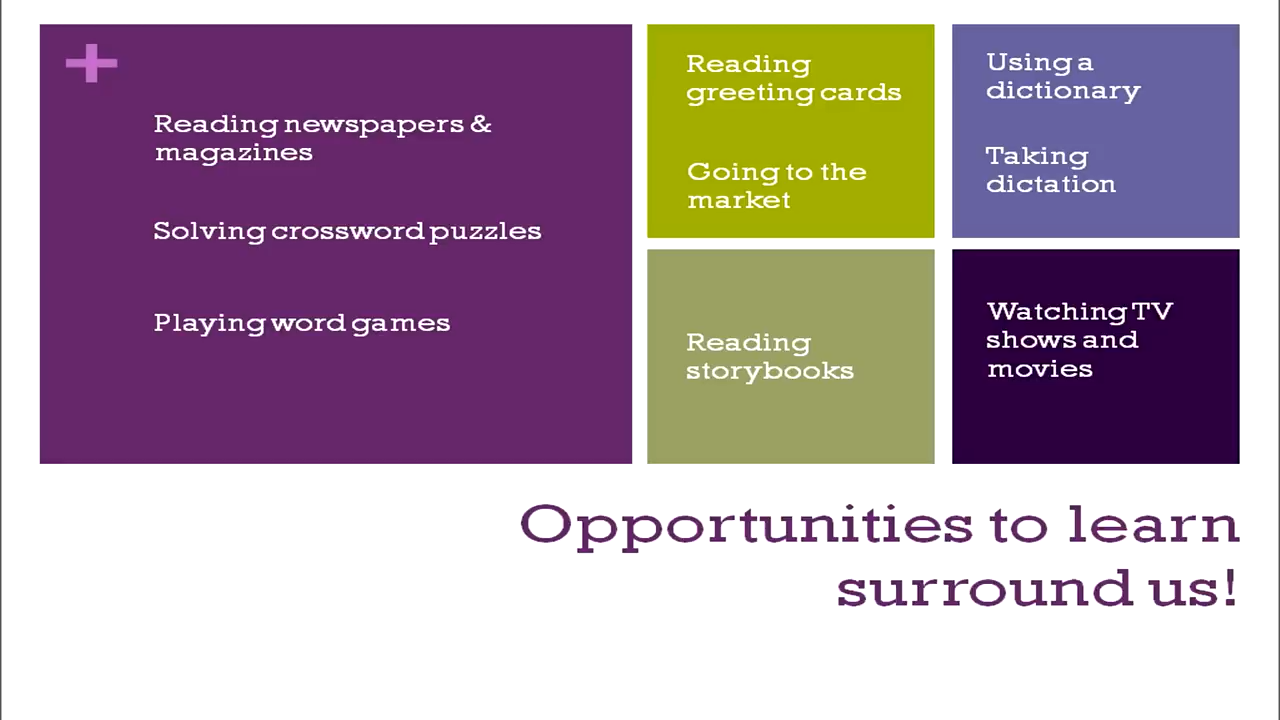 Reading newspapers &
magazines
Solving crossword puzzles
Playing word games
Reading
greeting cards
Going to the
market
Using a
dictionary
Taking
dictation
Reading
storybooks
Watching TV
shows and
movies
Opportunities to learn
surround us!